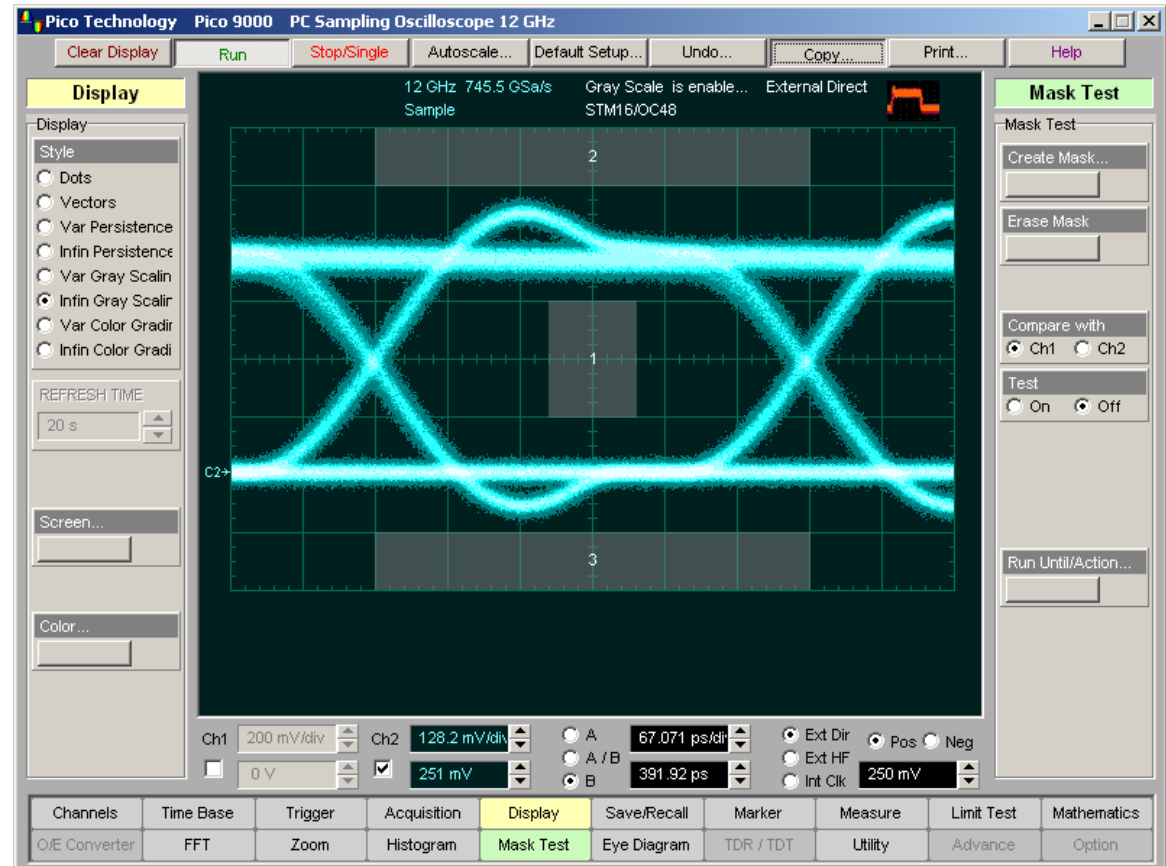 Pico Technology Pico 9000 PC Sampling Oscilloscope 12 GHz
Clear Display Run Stop/Single Autoscale... Default Setup... Undo... Copy... Print... Help
Display
Display
Style
Dots
Vectors
Var Persistence
Infin Persistence
Var Gray Scalin
Infin Gray Scalin
Var Color Gradin
Infin Color Gradi
REFRESH TIME
20 s
Screen...
Color...
12 GHz 745.5 GSa/s Gray Scale is enable... External Direct
Sample STM16/OC48
2
1
C2
3
Mask Test
Mask Test
Create Mask...
Erase Mask
Compare with
Ch1 Ch2
Test
On Off
Run Until/Action...
Ch1 200 mV/div Ch2 128.2 mV/div A 67.071 ps/div Ext Dir Pos Neg
A / B Ext HF
0 V 251 mV B 391.92 ps Int Clk 250 mV
Channels Time Base Trigger Acquisition Display Save/Recall Marker Measure Limit Test Mathematics
O/E Converter FFT Zoom Histogram Mask Test Eye Diagram TDR / TDT Utility Advance Option